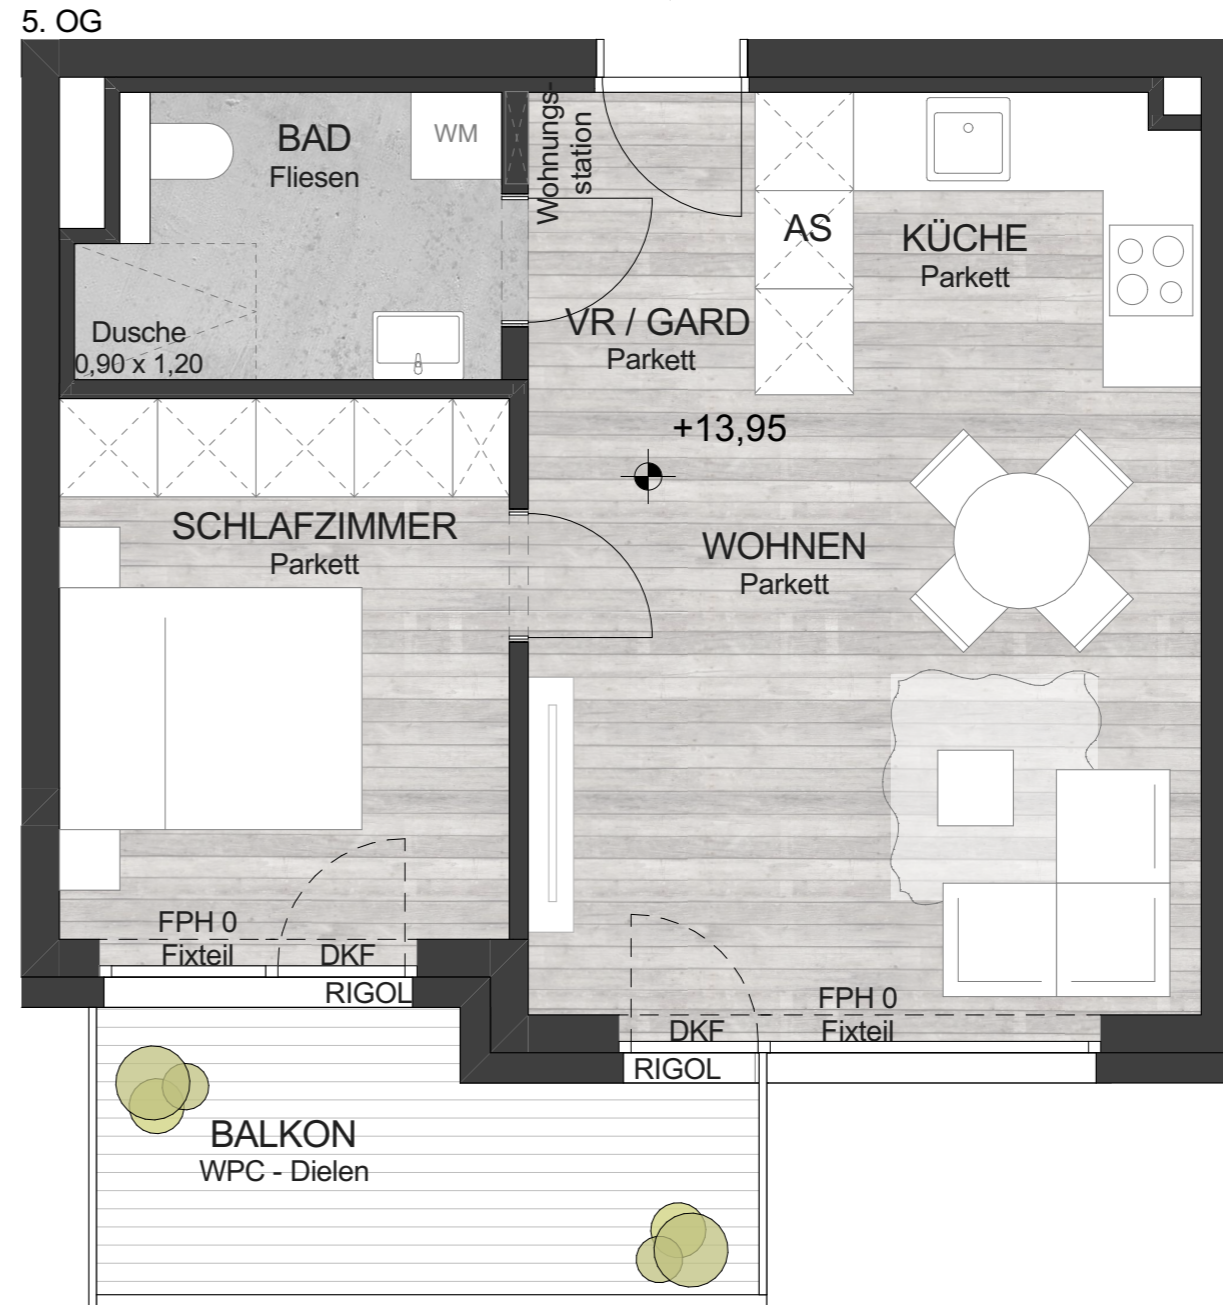 5. OG
BAD
Fliesen
WM
Wohnungs-
station
AS
KÜCHE
Parkett
Dusche
0,90 x 1,20
VR / GARD
Parkett
+13,95
SCHLAFZIMMER
Parkett
WOHNEN
Parkett
FPH 0
Fixteil
DKF
RIGOL
FPH 0
DKF
Fixteil
RIGOL
BALKON
WPC - Dielen